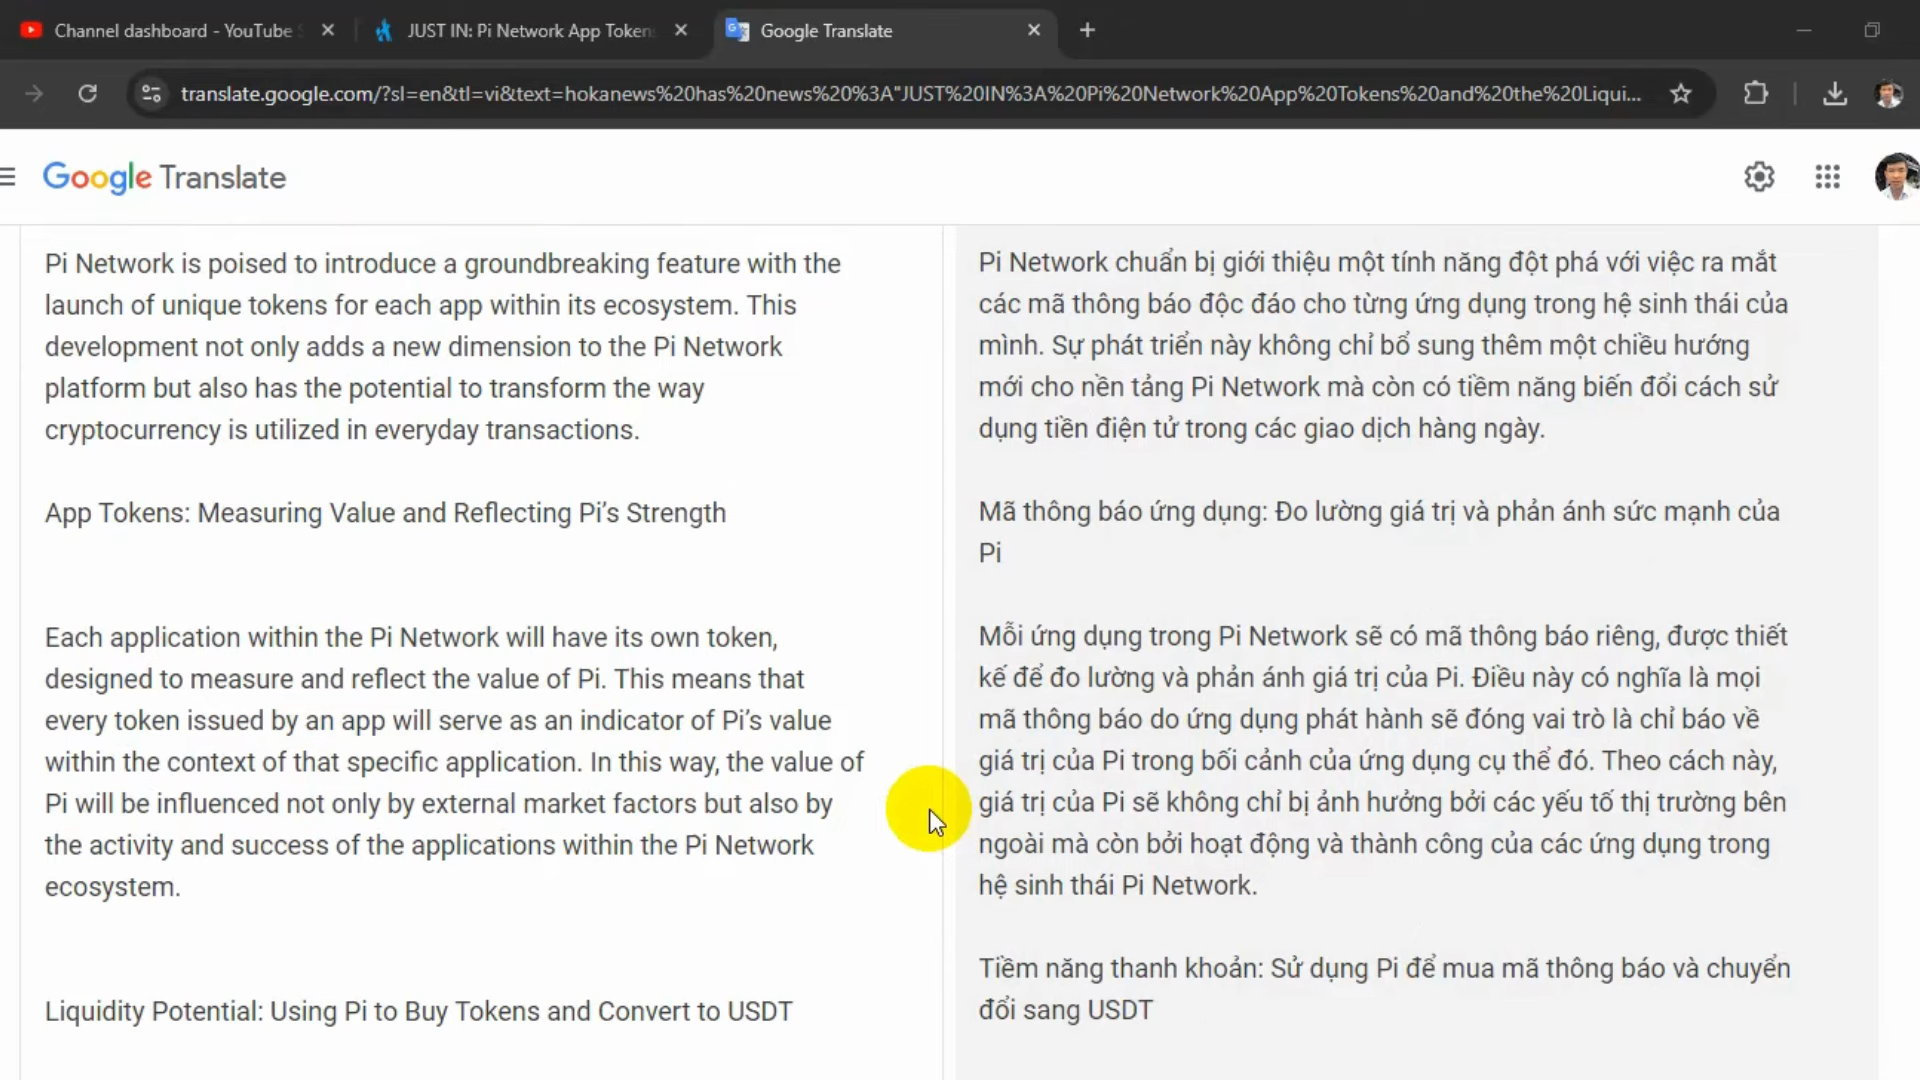 Channel dashboard - YouTube
JUST IN: Pi Network App Token
Google Translate
translate.google.com/?sl=en&tl=vi&text=hokanews%20has%20news%20%3A"JUST%20IN%3A%20Pi%20Network%20App%20Tokens%20and%20the%20Liqui...
Google Translate
Pi Network is poised to introduce a groundbreaking feature with the
launch of unique tokens for each app within its ecosystem. This
development not only adds a new dimension to the Pi Network
platform but also has the potential to transform the way
cryptocurrency is utilized in everyday transactions.
App Tokens: Measuring Value and Reflecting Pi’s Strength
Each application within the Pi Network will have its own token,
designed to measure and reflect the value of Pi. This means that
every token issued by an app will serve as an indicator of Pi’s value
within the context of that specific application. In this way, the value of
Pi will be influenced not only by external market factors but also by
the activity and success of the applications within the Pi Network
ecosystem.
Liquidity Potential: Using Pi to Buy Tokens and Convert to USDT
Pi Network chuẩn bị giới thiệu một tính năng đột phá với việc ra mắt
các mã thông báo độc đáo cho từng ứng dụng trong hệ sinh thái của
mình. Sự phát triển này không chỉ bổ sung thêm một chiều hướng
mới cho nền tảng Pi Network mà còn có tiềm năng biến đổi cách sử
dụng tiền điện tử trong các giao dịch hàng ngày.
Mã thông báo ứng dụng: Đo lường giá trị và phản ánh sức mạnh của
Pi
Mỗi ứng dụng trong Pi Network sẽ có mã thông báo riêng, được thiết
kế để đo lường và phản ánh giá trị của Pi. Điều này có nghĩa là mọi
mã thông báo do ứng dụng phát hành sẽ đóng vai trò là chỉ báo về
giá trị của Pi trong bối cảnh của ứng dụng cụ thể đó. Theo cách này,
giá trị của Pi sẽ không chỉ bị ảnh hưởng bởi các yếu tố thị trường bên
ngoài mà còn bởi hoạt động và thành công của các ứng dụng trong
hệ sinh thái Pi Network.
Tiềm năng thanh khoản: Sử dụng Pi để mua mã thông báo và chuyển
đổi sang USDT